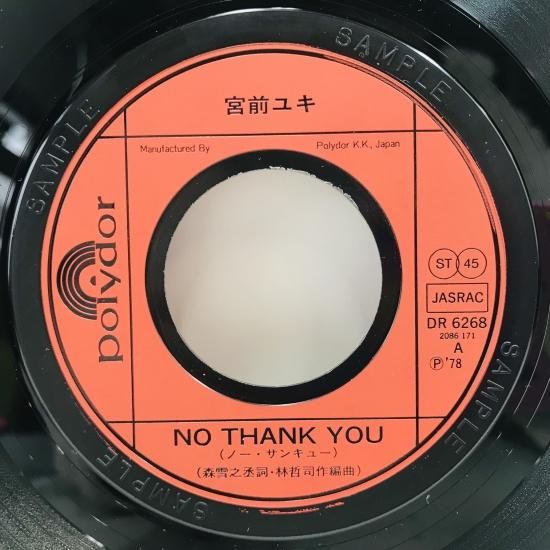 SAMPLE
SAMPLE
宮前ユキ
Manufactured By
Polydor K.K., Japan
polydor
ST 45
JASRAC
DR 6268
2086 171
A
Ⓟ '78
NO THANK YOU
(ノー・サンキュー)
(森雪之丞詞・林哲司作編曲)
SAMPLE
SAMPLE